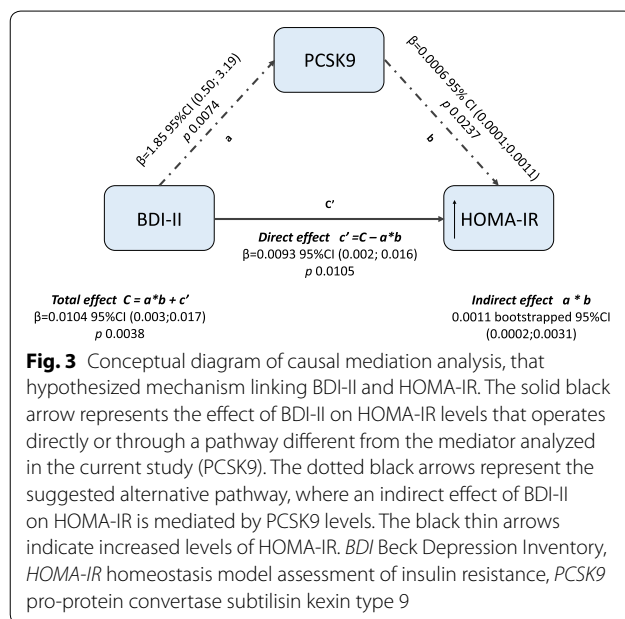 PCSK9
β=1.85 95%CI (0.50; 3.19)
p 0.0074
a
β=0.0006 95% CI (0.0001;0.0011)
p 0.0237
b
BDI-II
C'
HOMA-IR
Direct effect c' =C – a*b
β=0.0093 95%CI (0.002; 0.016)
p 0.0105
Total effect C = a*b + c'
β=0.0104 95%CI (0.003;0.017)
p 0.0038
Indirect effect a * b
0.0011 bootstrapped 95%CI
(0.0002;0.0031)
Fig. 3 Conceptual diagram of causal mediation analysis, that
hypothesized mechanism linking BDI-II and HOMA-IR. The solid black
arrow represents the effect of BDI-II on HOMA-IR levels that operates
directly or through a pathway different from the mediator analyzed
in the current study (PCSK9). The dotted black arrows represent the
suggested alternative pathway, where an indirect effect of BDI-II
on HOMA-IR is mediated by PCSK9 levels. The black thin arrows
indicate increased levels of HOMA-IR. BDI Beck Depression Inventory,
HOMA-IR homeostasis model assessment of insulin resistance, PCSK9
pro-protein convertase subtilisin kexin type 9